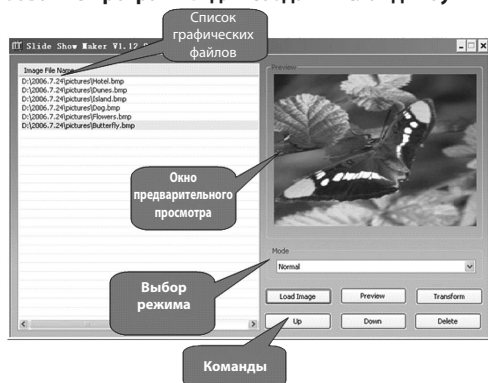 Список
графических
файлов
Slide Show Maker V1.12
Image File Name
D:\2006.7.24\pictures\Hotel.bmp
D:\2006.7.24\pictures\Dunes.bmp
D:\2006.7.24\pictures\Island.bmp
D:\2006.7.24\pictures\Dog.bmp
D:\2006.7.24\pictures\Flowers.bmp
D:\2006.7.24\pictures\Butterfly.bmp
Preview
Окно
предварительного
просмотра
Mode
Normal
Выбор
режима
Load Image
Preview
Transform
Up
Down
Delete
Команды